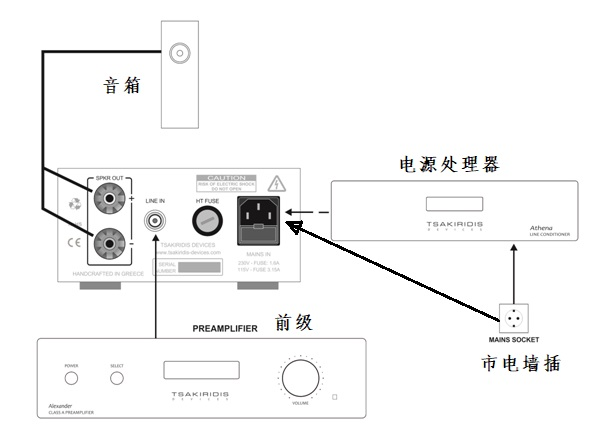 音箱
SPKR OUT
+
-
LINE IN
HT FUSE
CAUTION
RISK OF ELECTRIC SHOCK
DO NOT OPEN
CE
TSAKIRIDIS DEVICES
www.tsakiridis-devices.com
SERIAL
NUMBER
MAINS IN
230V - FUSE: 1.6A
115V - FUSE 3.15A
HANDCRAFTED IN GREECE
电源处理器
TSAKIRIDIS
DEVICES
Athena
LINE CONDITIONER
MAINS SOCKET
市电墙插
PREAMPLIFIER 前级
POWER
SELECT
TSAKIRIDIS
DEVICES
VOLUME
Alexander
CLASS A PREAMPLIFIER